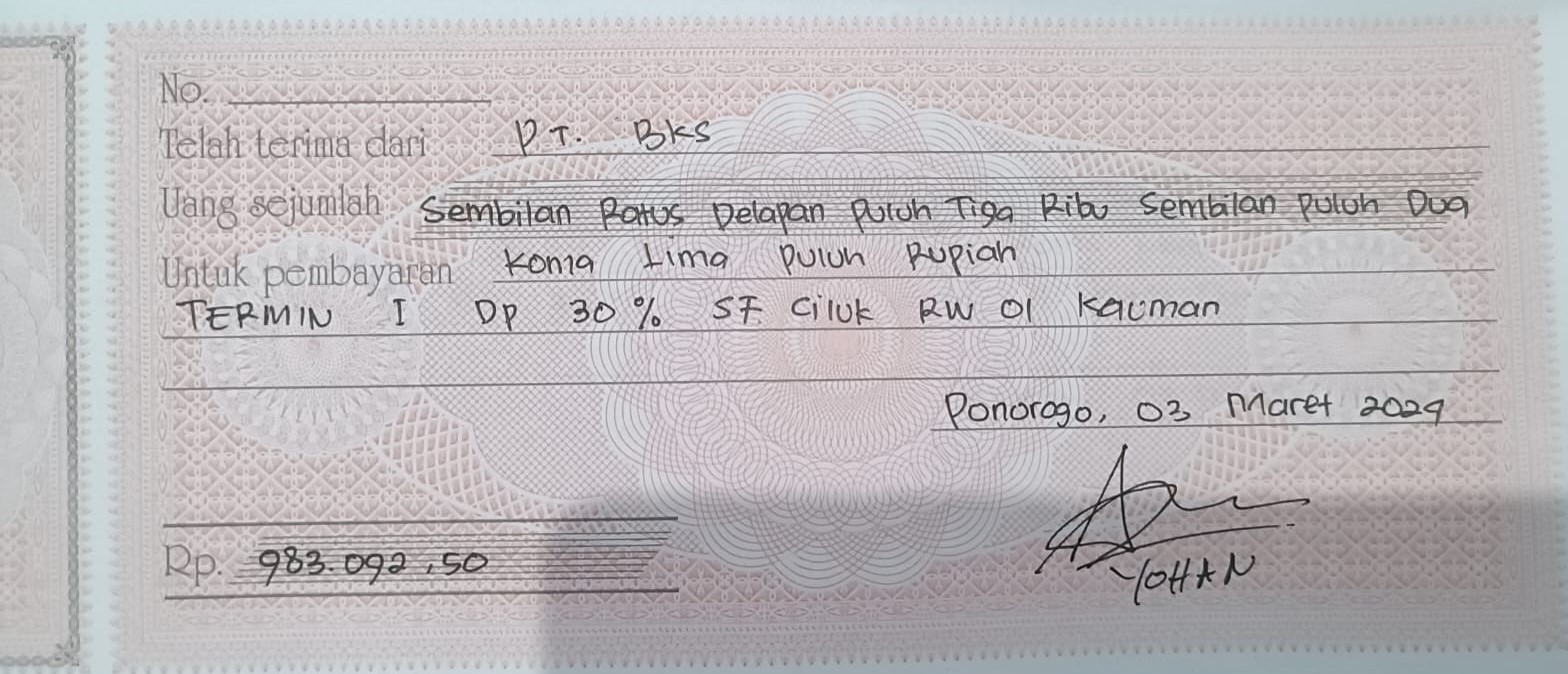 No.
Telah terima dari PT. BKS
Uang sejumlah Sembilan Ratus Delapan Puluh Tiga Ribu Sembilan Puluh Dua
Untuk pembayaran Koma Lima Puluh Rupiah
TERMIN I DP 30% SF Ciluk RW 01 Kauman
Ponorogo, 03 Maret 2024
Rp. 983.092,50
YOHAN